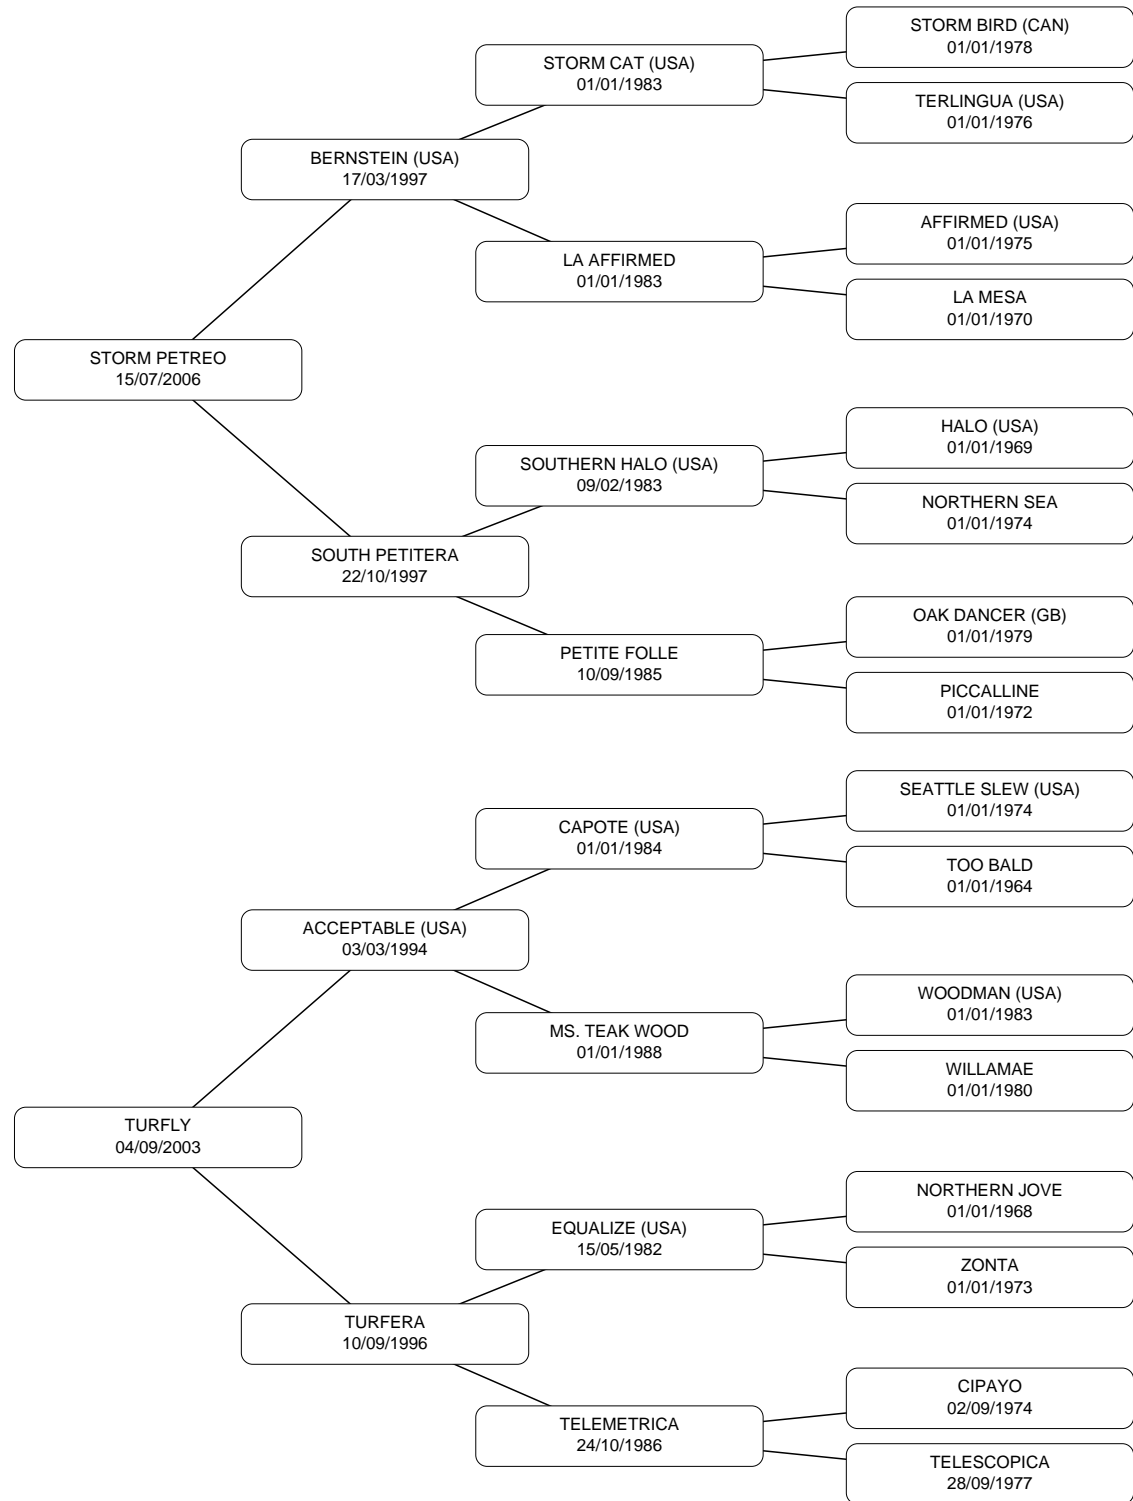 STORM BIRD (CAN)
01/01/1978
STORM CAT (USA)
01/01/1983
TERLINGUA (USA)
01/01/1976
BERNSTEIN (USA)
17/03/1997
AFFIRMED (USA)
01/01/1975
LA AFFIRMED
01/01/1983
LA MESA
01/01/1970
STORM PETREO
15/07/2006
HALO (USA)
01/01/1969
SOUTHERN HALO (USA)
09/02/1983
NORTHERN SEA
01/01/1974
SOUTH PETITERA
22/10/1997
OAK DANCER (GB)
01/01/1979
PETITE FOLLE
10/09/1985
PICCALLINE
01/01/1972
SEATTLE SLEW (USA)
01/01/1974
CAPOTE (USA)
01/01/1984
TOO BALD
01/01/1964
ACCEPTABLE (USA)
03/03/1994
WOODMAN (USA)
01/01/1983
MS. TEAK WOOD
01/01/1988
WILLAMAE
01/01/1980
TURFLY
04/09/2003
NORTHERN JOVE
01/01/1968
EQUALIZE (USA)
15/05/1982
ZONTA
01/01/1973
TURFERA
10/09/1996
CIPAYO
02/09/1974
TELEMETRICA
24/10/1986
TELESCOPICA
28/09/1977